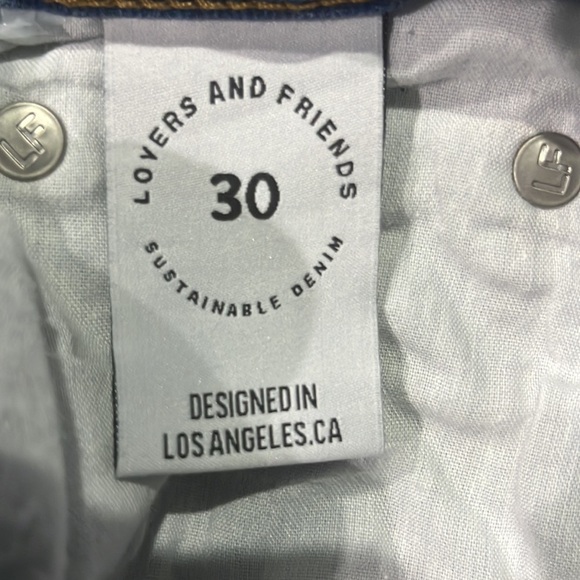 LOVERS AND FRIENDS
30
SUSTAINABLE DENIM
DESIGNED IN
LOS ANGELES.CA
LF
LF